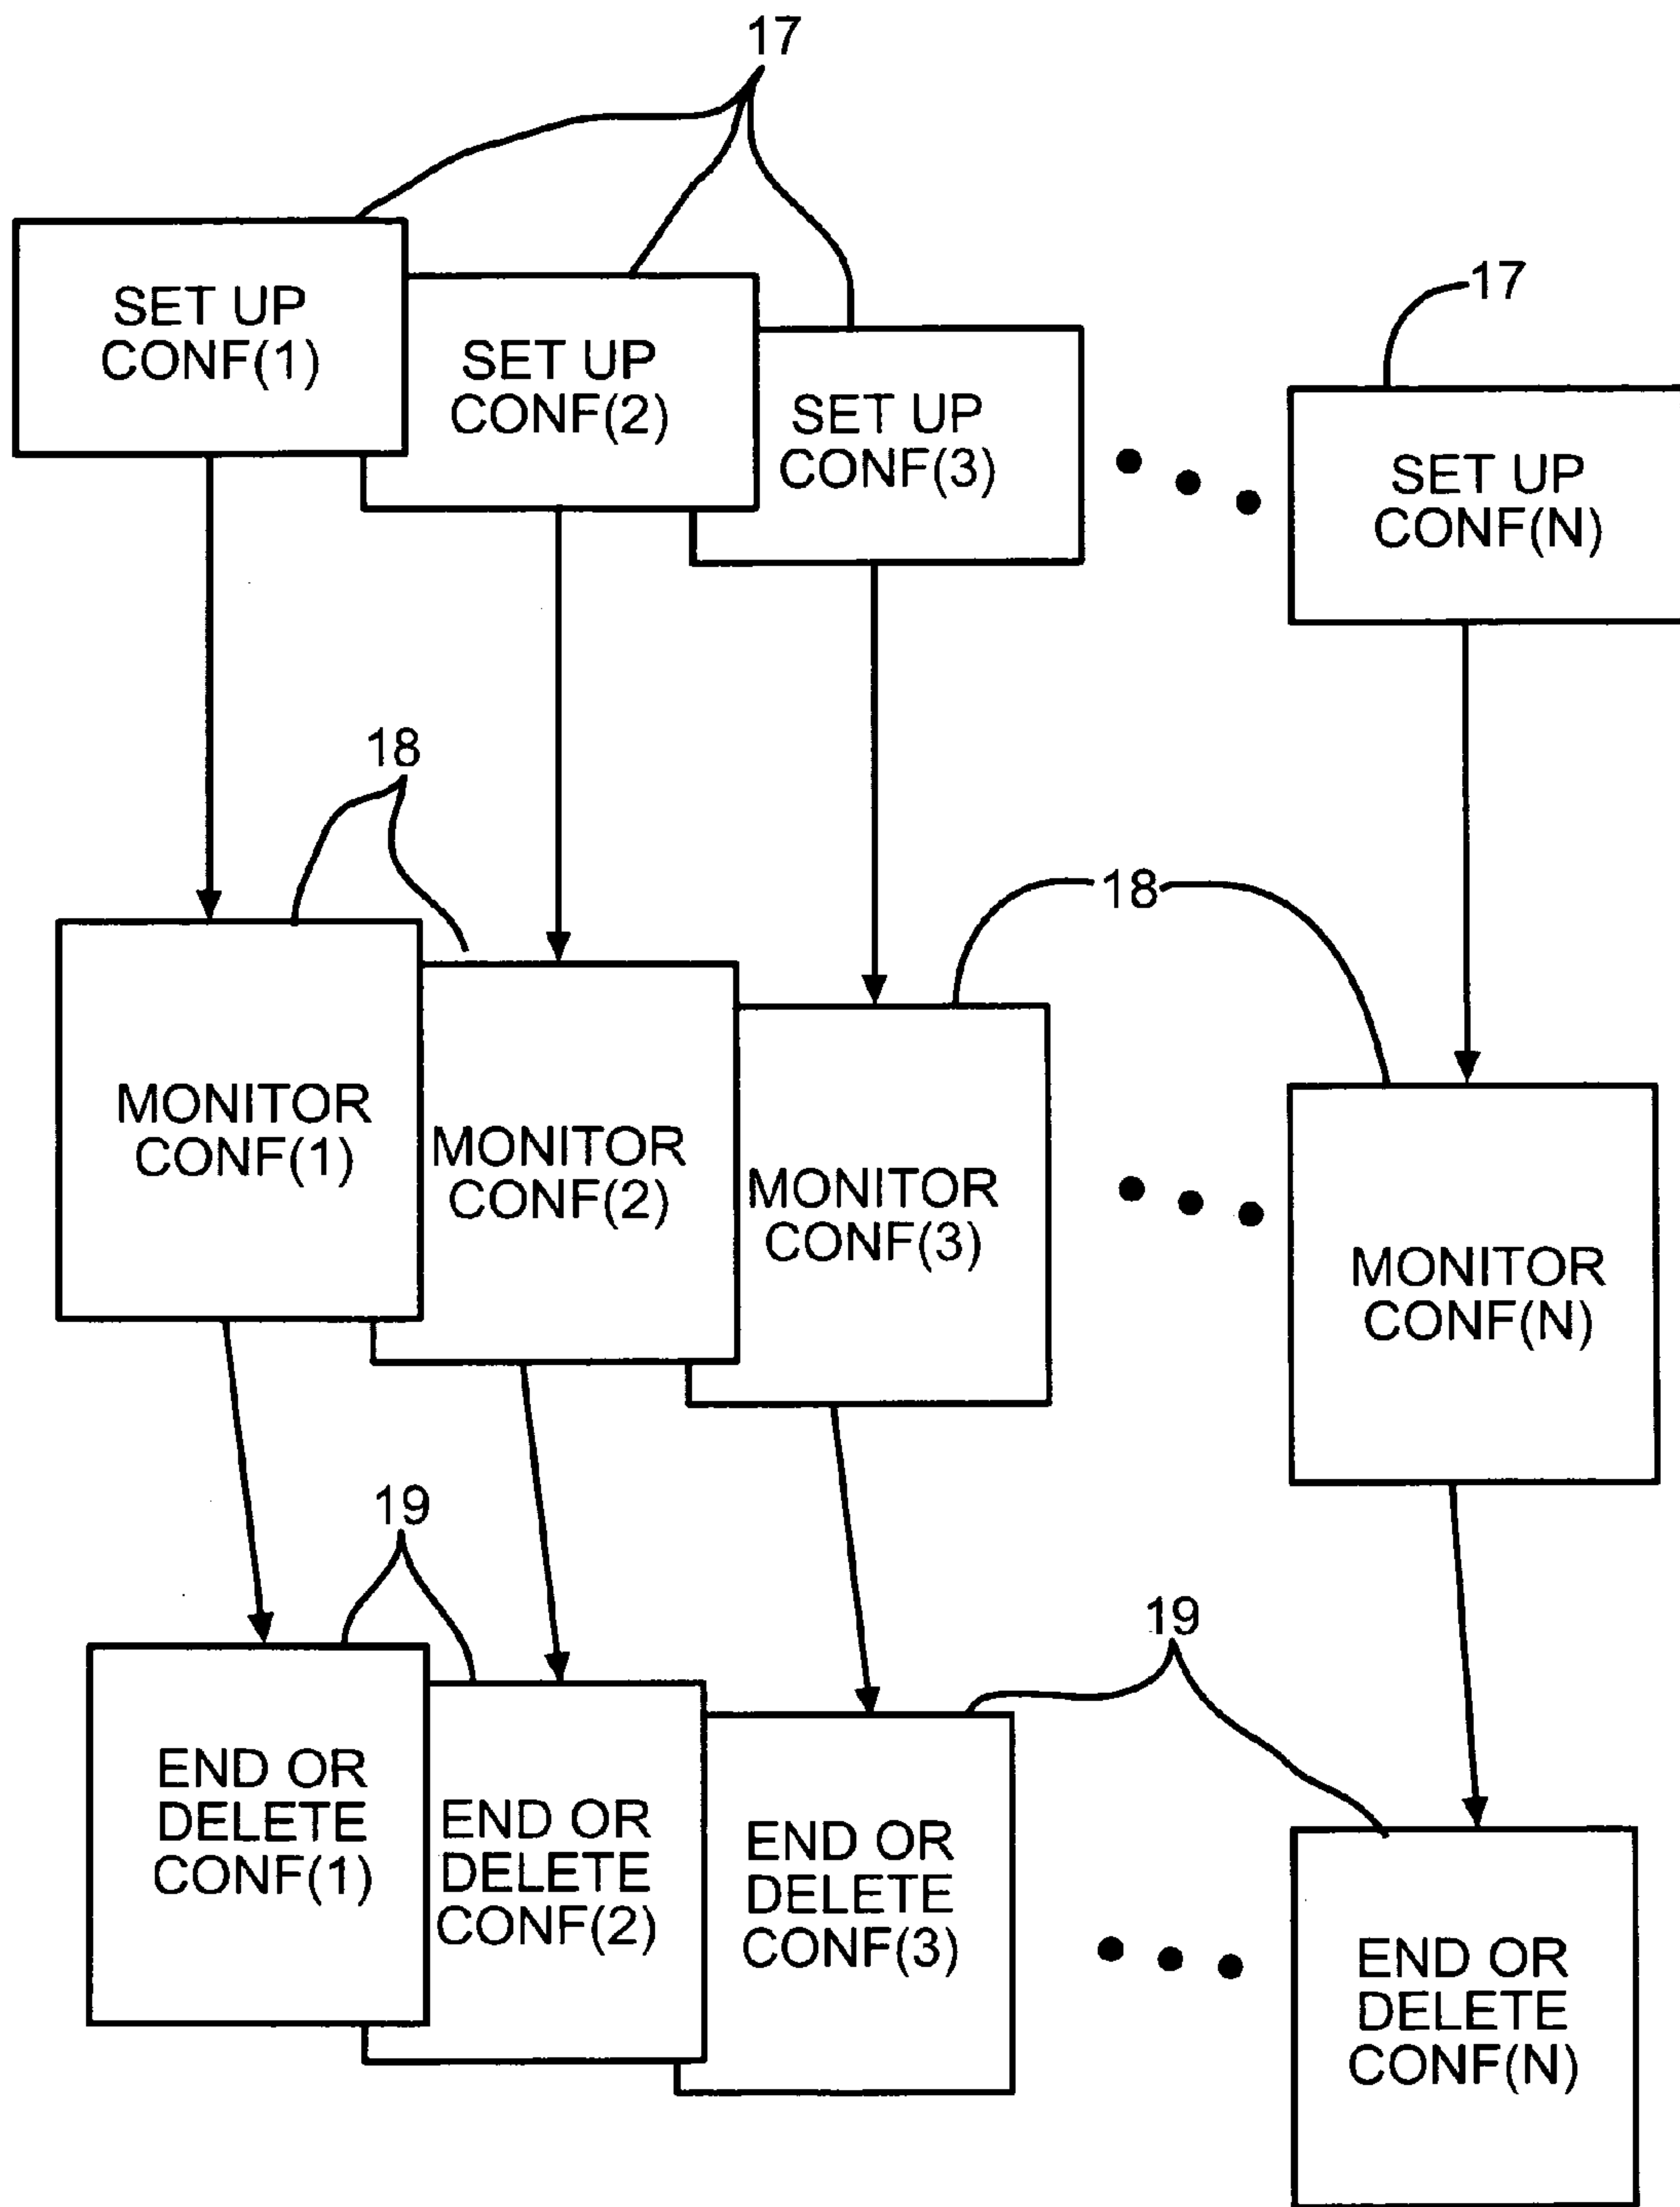 17
SET UP
CONF(1)
SET UP
CONF(2)
SET UP
CONF(3)
17
SET UP
CONF(N)
18
18
MONITOR
CONF(1)
MONITOR
CONF(2)
MONITOR
CONF(3)
MONITOR
CONF(N)
19
19
END OR
DELETE
CONF(1)
END OR
DELETE
CONF(2)
END OR
DELETE
CONF(3)
END OR
DELETE
CONF(N)